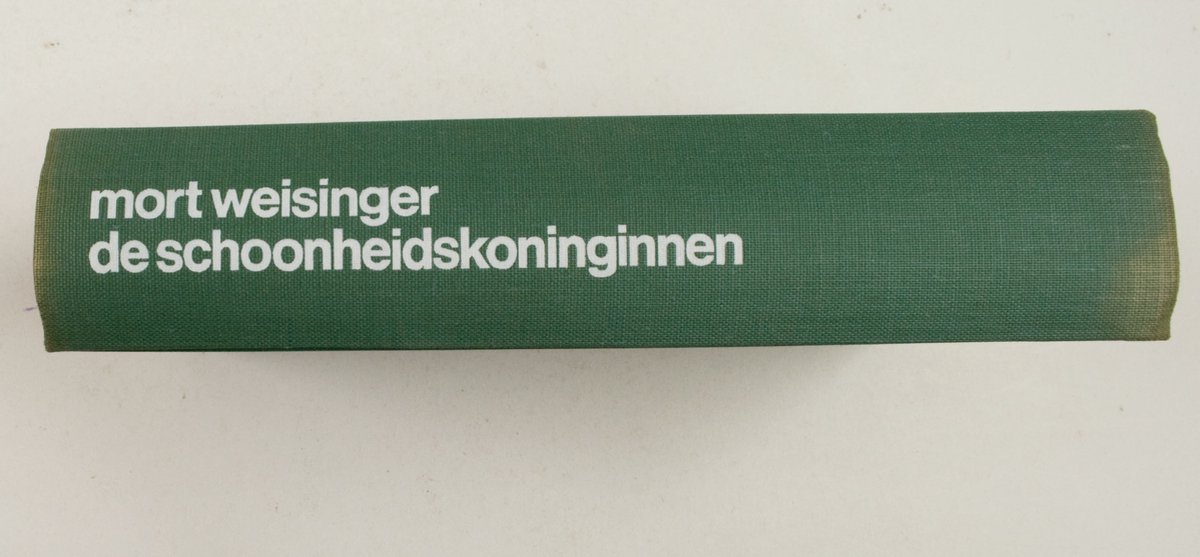 mort weisinger
de schoonheidskoninginnen